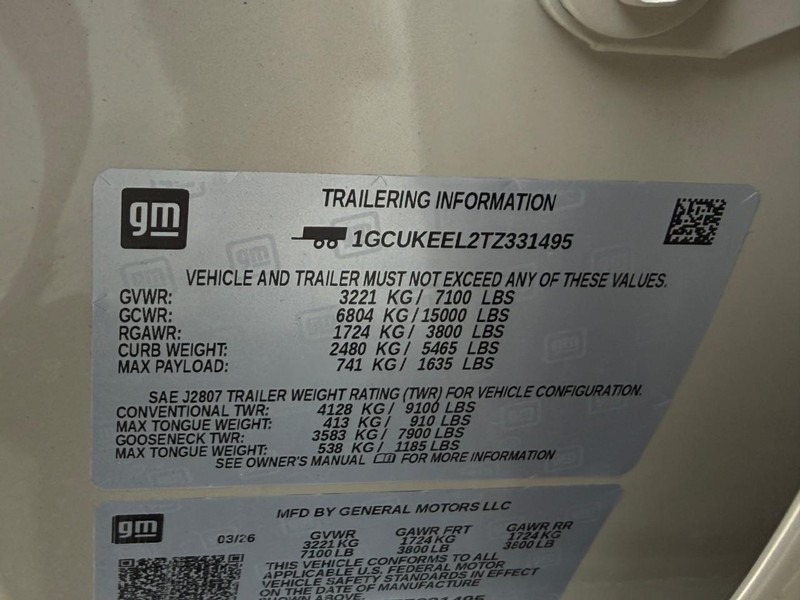 gm
TRAILERING INFORMATION
1GCUKEEL2TZ331495
VEHICLE AND TRAILER MUST NOT EXCEED ANY OF THESE VALUES.
GVWR: 3221 KG / 7100 LBS
GCWR: 6804 KG / 15000 LBS
RGAWR: 1724 KG / 3800 LBS
CURB WEIGHT: 2480 KG / 5465 LBS
MAX PAYLOAD: 741 KG / 1635 LBS
SAE J2807 TRAILER WEIGHT RATING (TWR) FOR VEHICLE CONFIGURATION.
CONVENTIONAL TWR: 4128 KG / 9100 LBS
MAX TONGUE WEIGHT: 413 KG / 910 LBS
GOOSENECK TWR: 3583 KG / 7900 LBS
MAX TONGUE WEIGHT: 538 KG / 1185 LBS
SEE OWNER'S MANUAL FOR MORE INFORMATION
gm
MFD BY GENERAL MOTORS LLC
03/26 GVWR GAWR FRT GAWR RR
3221 KG 1724 KG 1724 KG
7100 LB 3800 LB 3800 LB
THIS VEHICLE CONFORMS TO ALL
APPLICABLE U.S. FEDERAL MOTOR
VEHICLE SAFETY STANDARDS IN EFFECT
ON THE DATE OF MANUFACTURE
SHOWN ABOVE.